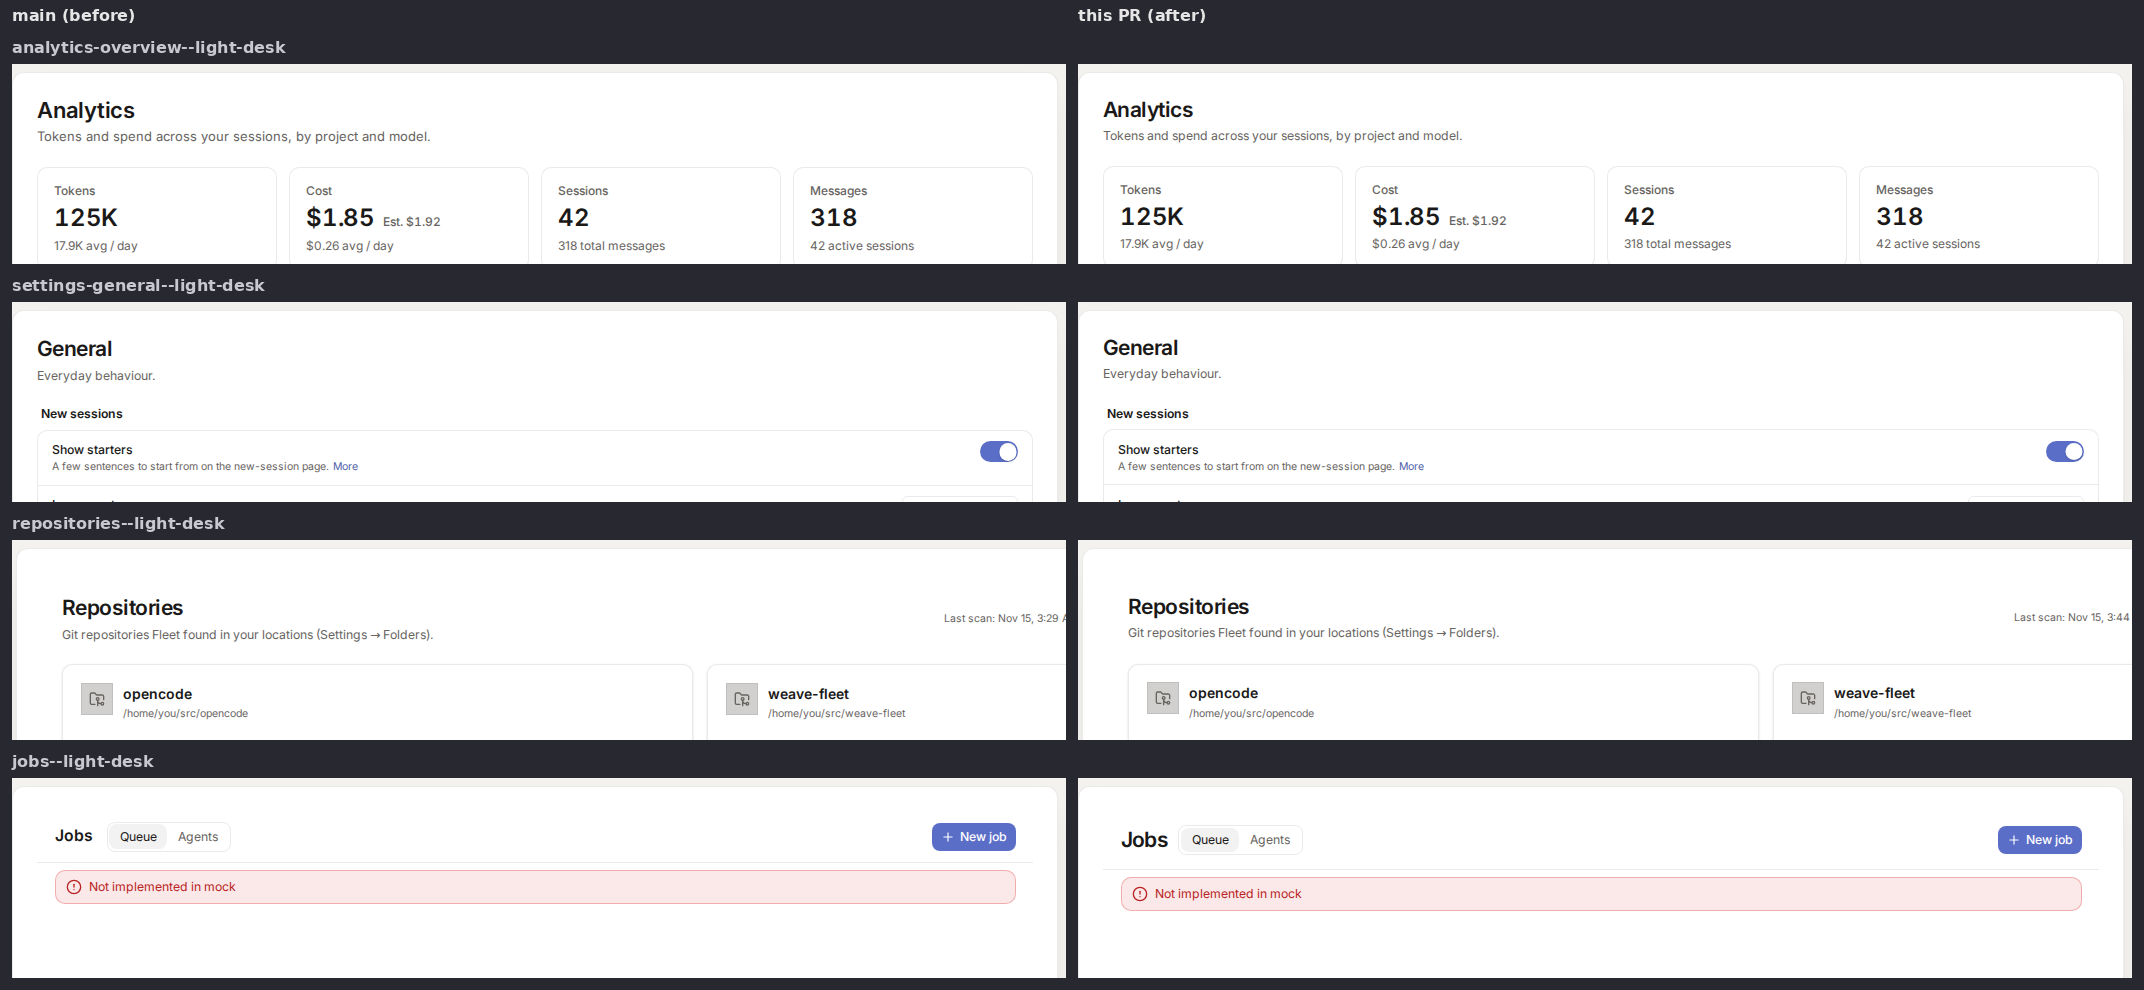 main (before)
this PR (after)
analytics-overview--light-desk
Analytics
Tokens and spend across your sessions, by project and model.
Tokens
125K
17.9K avg / day
Cost
$1.85 Est. $1.92
$0.26 avg / day
Sessions
42
318 total messages
Messages
318
42 active sessions
Analytics
Tokens and spend across your sessions, by project and model.
Tokens
125K
17.9K avg / day
Cost
$1.85 Est. $1.92
$0.26 avg / day
Sessions
42
318 total messages
Messages
318
42 active sessions
settings-general--light-desk
General
Everyday behaviour.
New sessions
Show starters
A few sentences to start from on the new-session page. More
General
Everyday behaviour.
New sessions
Show starters
A few sentences to start from on the new-session page. More
repositories--light-desk
Repositories
Last scan: Nov 15, 3:29
Git repositories Fleet found in your locations (Settings → Folders).
opencode
/home/you/src/opencode
weave-fleet
/home/you/src/weave-fleet
Repositories
Last scan: Nov 15, 3:44
Git repositories Fleet found in your locations (Settings → Folders).
opencode
/home/you/src/opencode
weave-fleet
/home/you/src/weave-fleet
jobs--light-desk
Jobs Queue Agents + New job
Not implemented in mock
Jobs Queue Agents + New job
Not implemented in mock